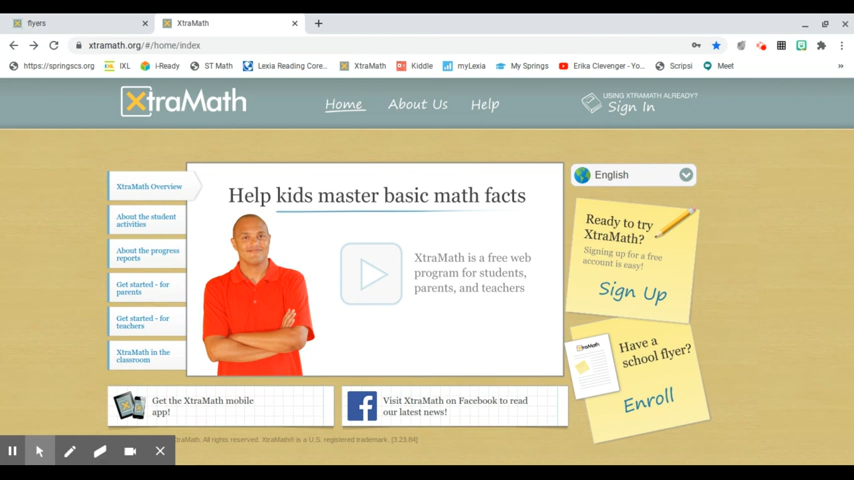 flyers
XtraMath
xtramath.org/#/home/index
https://springscs.org
IXL
i-Ready
ST Math
Lexia Reading Core...
XtraMath
Kiddle
myLexia
My Springs
Erika Clevenger - Yo...
Scripsi
Meet
XtraMath
Home
About Us
Help
USING XTRAMATH ALREADY?
Sign In
XtraMath Overview
About the student
activities
About the progress
reports
Get started - for
parents
Get started - for
teachers
XtraMath in the
classroom
Help kids master basic math facts
XtraMath is a free web
program for students,
parents, and teachers
English
Ready to try
XtraMath?
Signing up for a free
account is easy!
Sign Up
XtraMath
Have a
school flyer?
Enroll
Get the XtraMath mobile
app!
Visit XtraMath on Facebook to read
our latest news!
XtraMath. All rights reserved. XtraMath® is a U.S. registered trademark. [3.23.84]